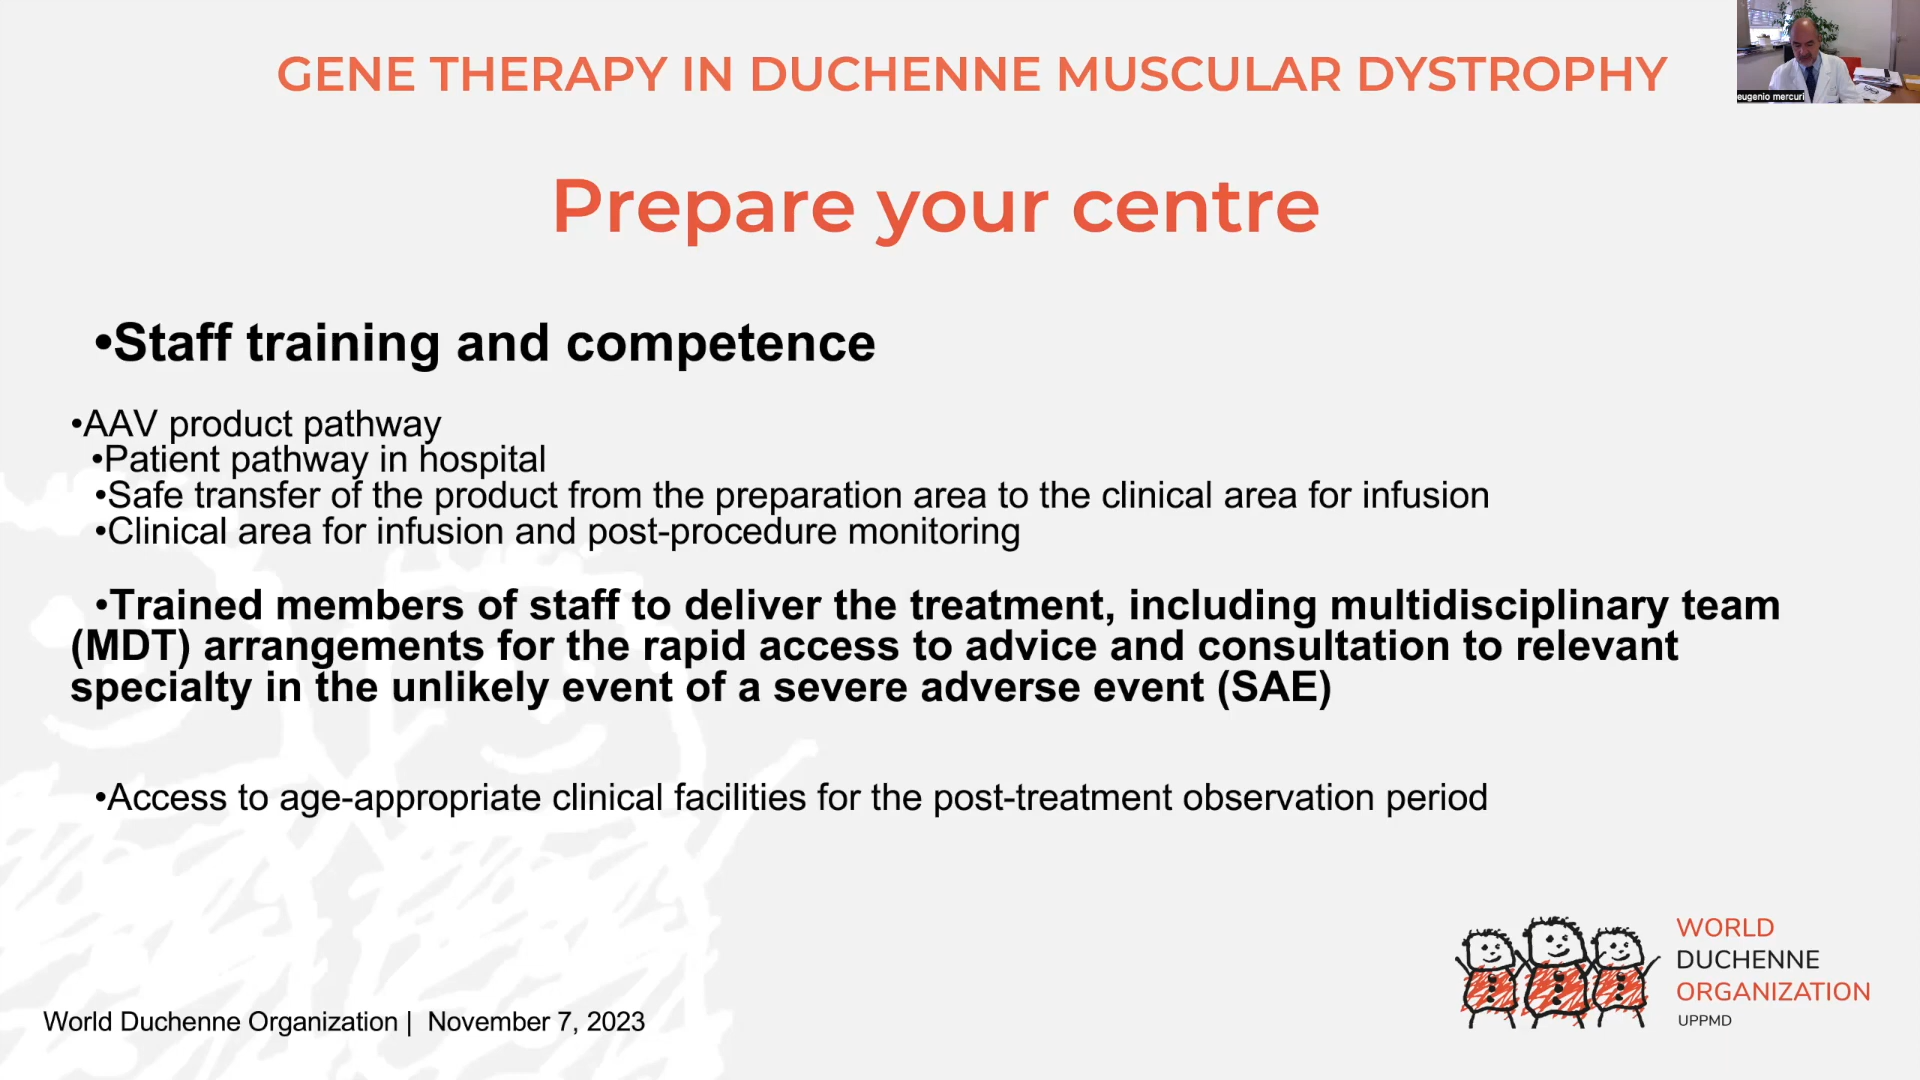 GENE THERAPY IN DUCHENNE MUSCULAR DYSTROPHY
eugenio mercuri
Prepare your centre
•Staff training and competence
•AAV product pathway
•Patient pathway in hospital
•Safe transfer of the product from the preparation area to the clinical area for infusion
•Clinical area for infusion and post-procedure monitoring
•Trained members of staff to deliver the treatment, including multidisciplinary team
(MDT) arrangements for the rapid access to advice and consultation to relevant
specialty in the unlikely event of a severe adverse event (SAE)
•Access to age-appropriate clinical facilities for the post-treatment observation period
WORLD
DUCHENNE
ORGANIZATION
UPPMD
World Duchenne Organization | November 7, 2023